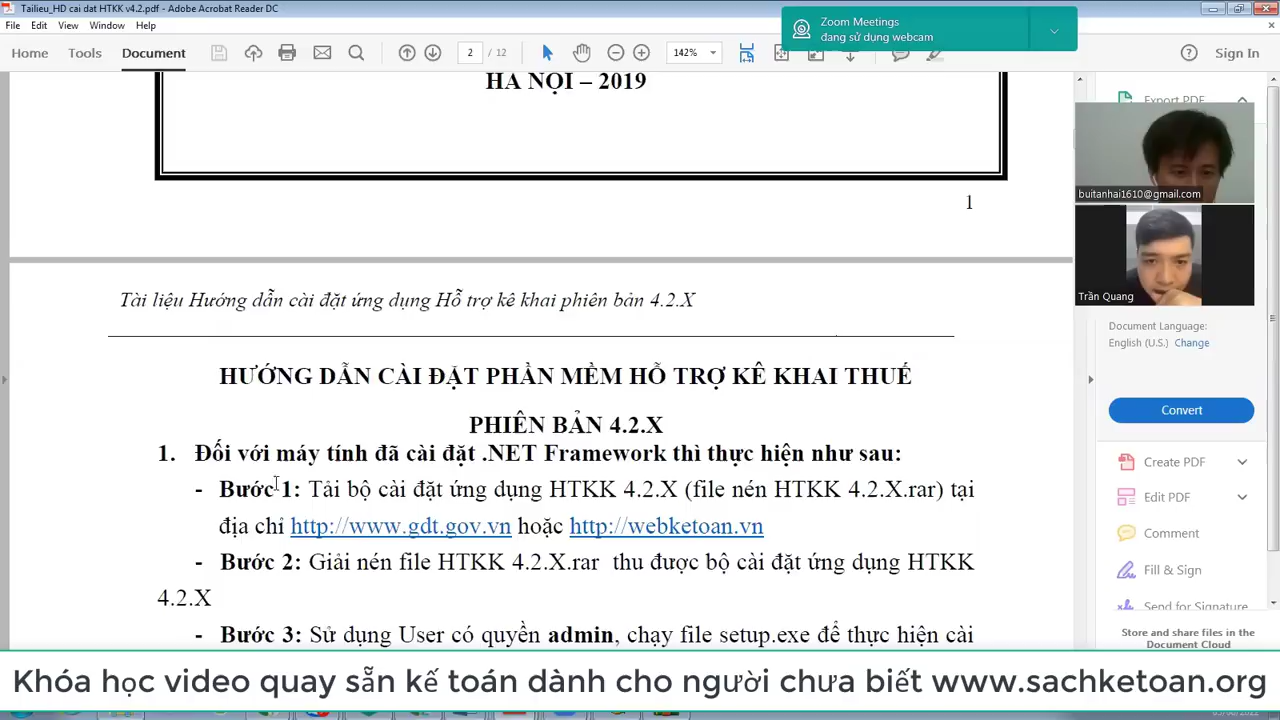 Tailieu_HD cai dat HTKK v4.2.pdf - Adobe Acrobat Reader DC
File Edit View Window Help
Zoom Meetings
đang sử dụng webcam
Home Tools Document 2 / 12 142% Sign In
HÀ NỘI – 2019
Export PDF
buitanhai1610@gmail.com
1
Trần Quang
Tài liệu Hướng dẫn cài đặt ứng dụng Hỗ trợ kê khai phiên bản 4.2.X
Document Language:
English (U.S.) Change
HƯỚNG DẪN CÀI ĐẶT PHẦN MỀM HỖ TRỢ KÊ KHAI THUẾ
PHIÊN BẢN 4.2.X
Convert
1. Đối với máy tính đã cài đặt .NET Framework thì thực hiện như sau:
Create PDF
- Bước 1: Tải bộ cài đặt ứng dụng HTKK 4.2.X (file nén HTKK 4.2.X.rar) tại
Edit PDF
địa chỉ http://www.gdt.gov.vn hoặc http://webketoan.vn
Comment
- Bước 2: Giải nén file HTKK 4.2.X.rar thu được bộ cài đặt ứng dụng HTKK
Fill & Sign
4.2.X
Send for Signature
- Bước 3: Sử dụng User có quyền admin, chạy file setup.exe để thực hiện cài
Store and share files in the
Document Cloud
Khóa học video quay sẵn kế toán dành cho người chưa biết www.sachketoan.org